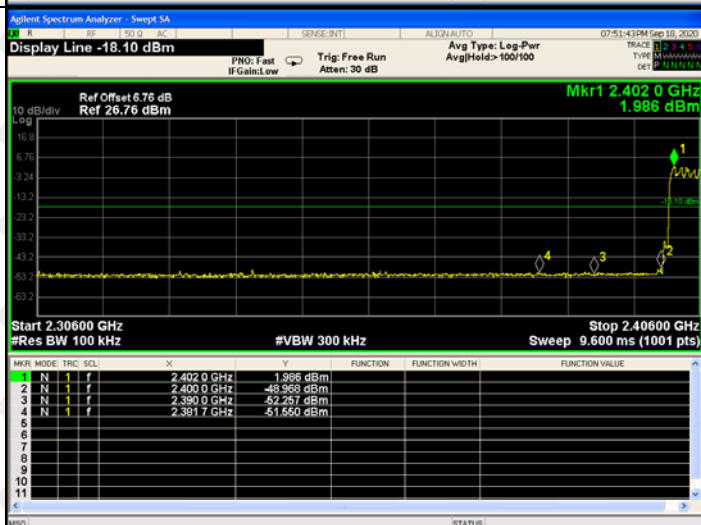 Agilent Spectrum Analyzer - Swept SA
R RF 50 Ω AC SENSE:INT ALIGN AUTO 07:51:43 PM Sep 18, 2020
Display Line -18.10 dBm Avg Type: Log-Pwr TRACE 1 2 3 4 5 6
PNO: Fast Trig: Free Run Avg|Hold:>100/100 TYPE M
IFGain:Low Atten: 30 dB DET P N N N N N
Mkr1 2.402 0 GHz
Ref Offset 6.76 dB
10 dB/div Ref 26.76 dBm 1.986 dBm
Log
16.8
6.76
-3.24
-13.2
-18.10 dBm
-23.2
-33.2
-43.2
-53.2
-63.2
1
2
3
4
Start 2.30600 GHz Stop 2.40600 GHz
#Res BW 100 kHz #VBW 300 kHz Sweep 9.600 ms (1001 pts)
MKR MODE TRC SCL X Y FUNCTION FUNCTION WIDTH FUNCTION VALUE
1 N 1 f 2.402 0 GHz 1.986 dBm
2 N 1 f 2.400 0 GHz -48.968 dBm
3 N 1 f 2.390 0 GHz -52.257 dBm
4 N 1 f 2.381 7 GHz -51.550 dBm
5
6
7
8
9
10
11
MSG STATUS